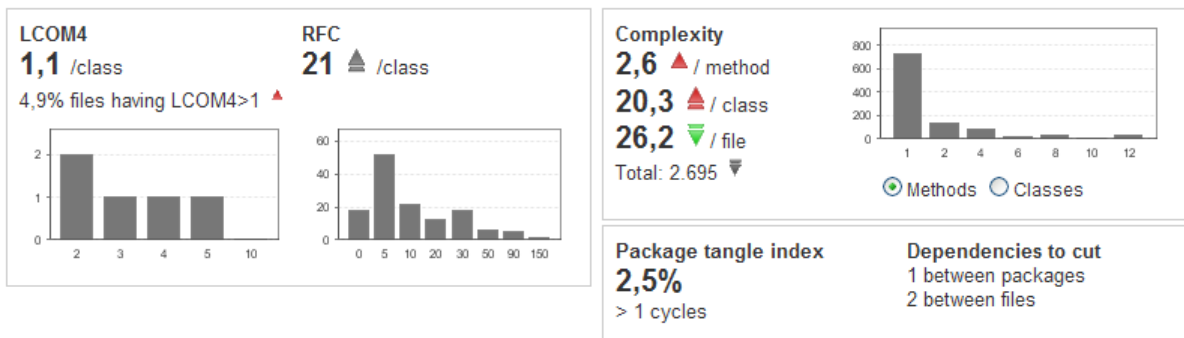 LCOM4
1,1 /class
4,9% files having LCOM4>1
2
1
0
2 3 4 5 10
RFC
21 /class
60
40
20
0
0 5 10 20 30 50 90 150
Complexity
2,6 / method
20,3 / class
26,2 / file
Total: 2.695
800
600
400
200
0
1 2 4 6 8 10 12
Methods Classes
Package tangle index
2,5%
> 1 cycles
Dependencies to cut
1 between packages
2 between files